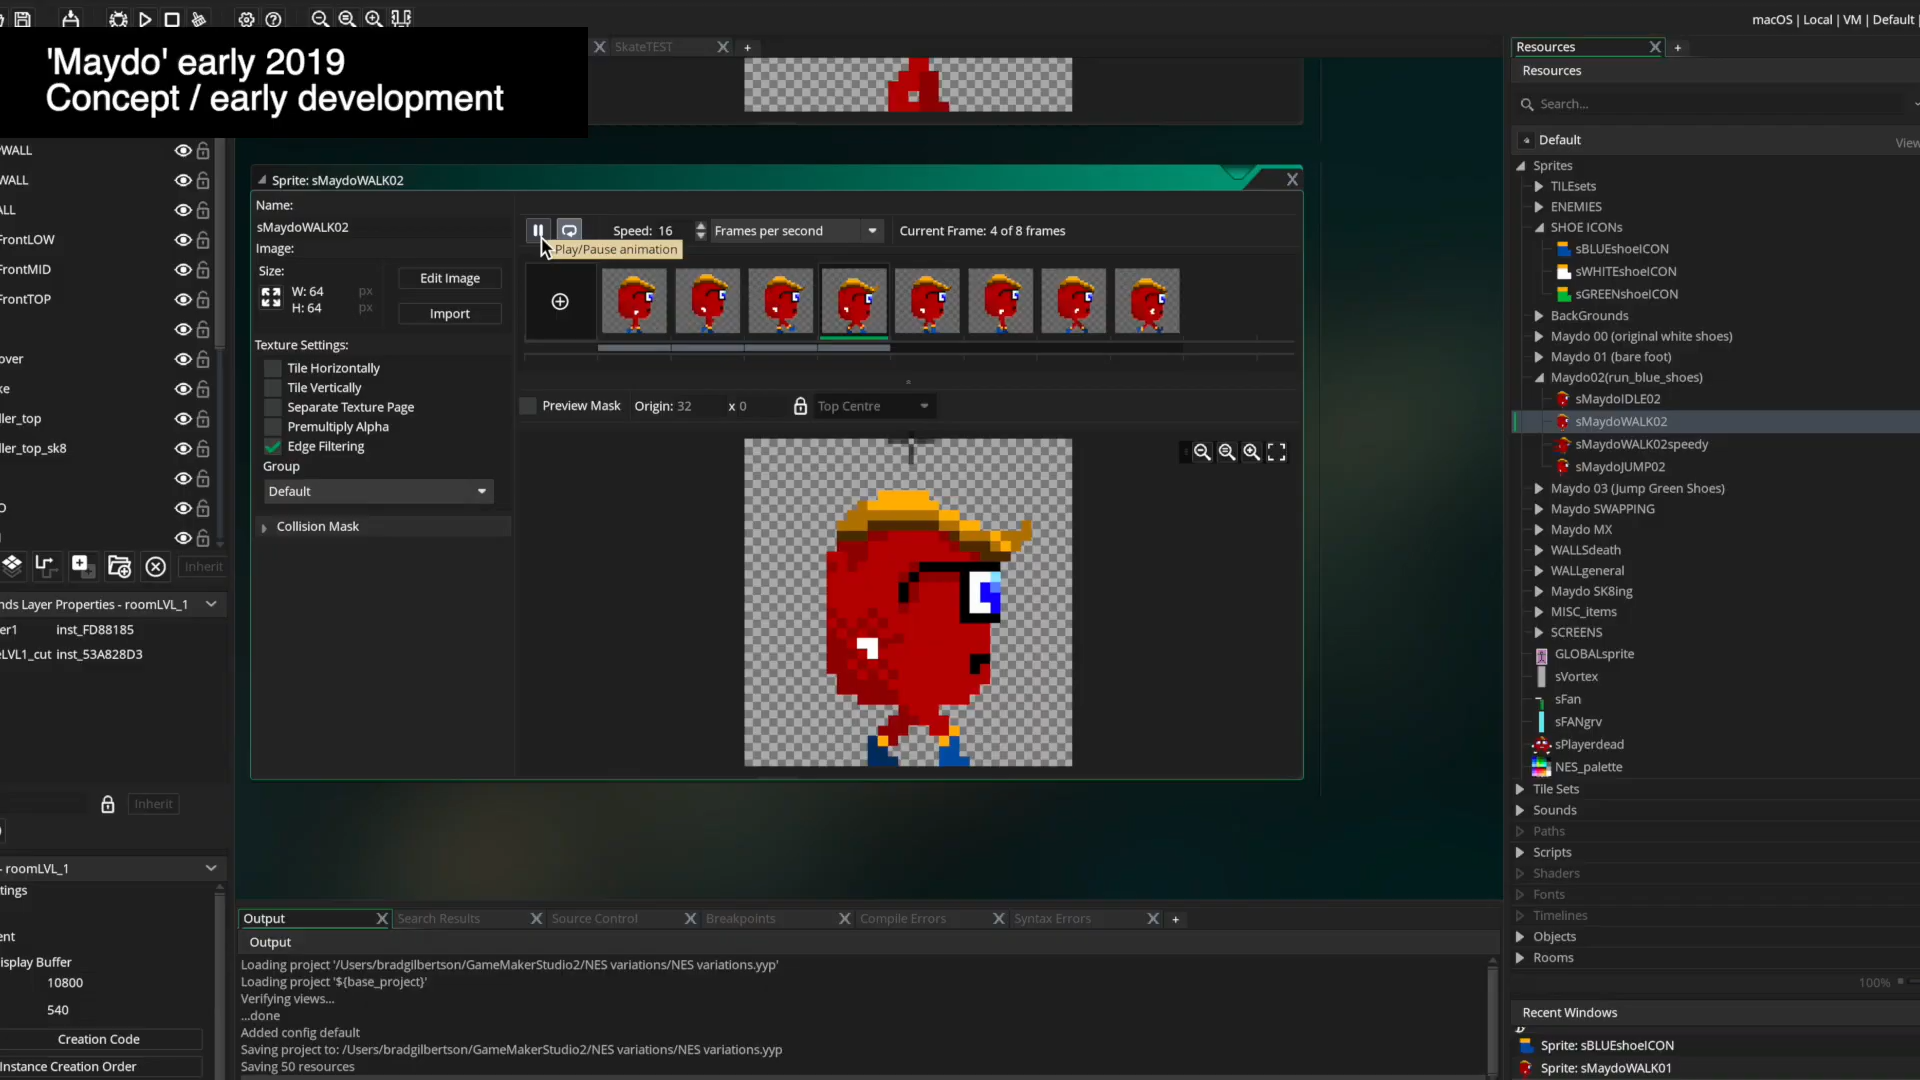 macOS | Local | VM | Default |
'Maydo' early 2019
Concept / early development
SkateTEST
Resources
Resources
Search...
Default
View
Sprites
TILEsets
ENEMIES
SHOE ICONs
sBLUEshoeICON
sWHITEshoeICON
sGREENshoeICON
BackGrounds
Maydo 00 (original white shoes)
Maydo 01 (bare foot)
Maydo02(run_blue_shoes)
sMaydoIDLE02
sMaydoWALK02
sMaydoWALK02speedy
sMaydoJUMP02
Maydo 03 (Jump Green Shoes)
Maydo SWAPPING
Maydo MX
WALLSdeath
WALLgeneral
Maydo SK8ing
MISC_items
SCREENS
GLOBALsprite
sVortex
sFan
sFANgrv
sPlayerdead
NES_palette
Tile Sets
Sounds
Paths
Scripts
Shaders
Fonts
Timelines
Objects
Rooms
100%
Recent Windows
Sprite: sBLUEshoeICON
Sprite: sMaydoWALK01
WALL
WALL
ALL
FrontLOW
FrontMID
FrontTOP
over
ke
ller_top
ller_top_sk8
Inherit
nds Layer Properties - roomLVL_1
er1 inst_FD88185
eLVL1_cut inst_53A828D3
Inherit
- roomLVL_1
tings
ent
isplay Buffer
10800
540
Creation Code
Instance Creation Order
Sprite: sMaydoWALK02
Name:
sMaydoWALK02
Image:
Size:
W: 64 px
H: 64 px
Edit Image
Import
Texture Settings:
Tile Horizontally
Tile Vertically
Separate Texture Page
Premultiply Alpha
Edge Filtering
Group
Default
Collision Mask
Speed: 16 Frames per second Current Frame: 4 of 8 frames
Play/Pause animation
Preview Mask Origin: 32 x 0 Top Centre
Output Search Results Source Control Breakpoints Compile Errors Syntax Errors
Output
Loading project '/Users/bradgilbertson/GameMakerStudio2/NES variations/NES variations.yyp'
Loading project '${base_project}'
Verifying views...
...done
Added config default
Saving project to: /Users/bradgilbertson/GameMakerStudio2/NES variations/NES variations.yyp
Saving 50 resources